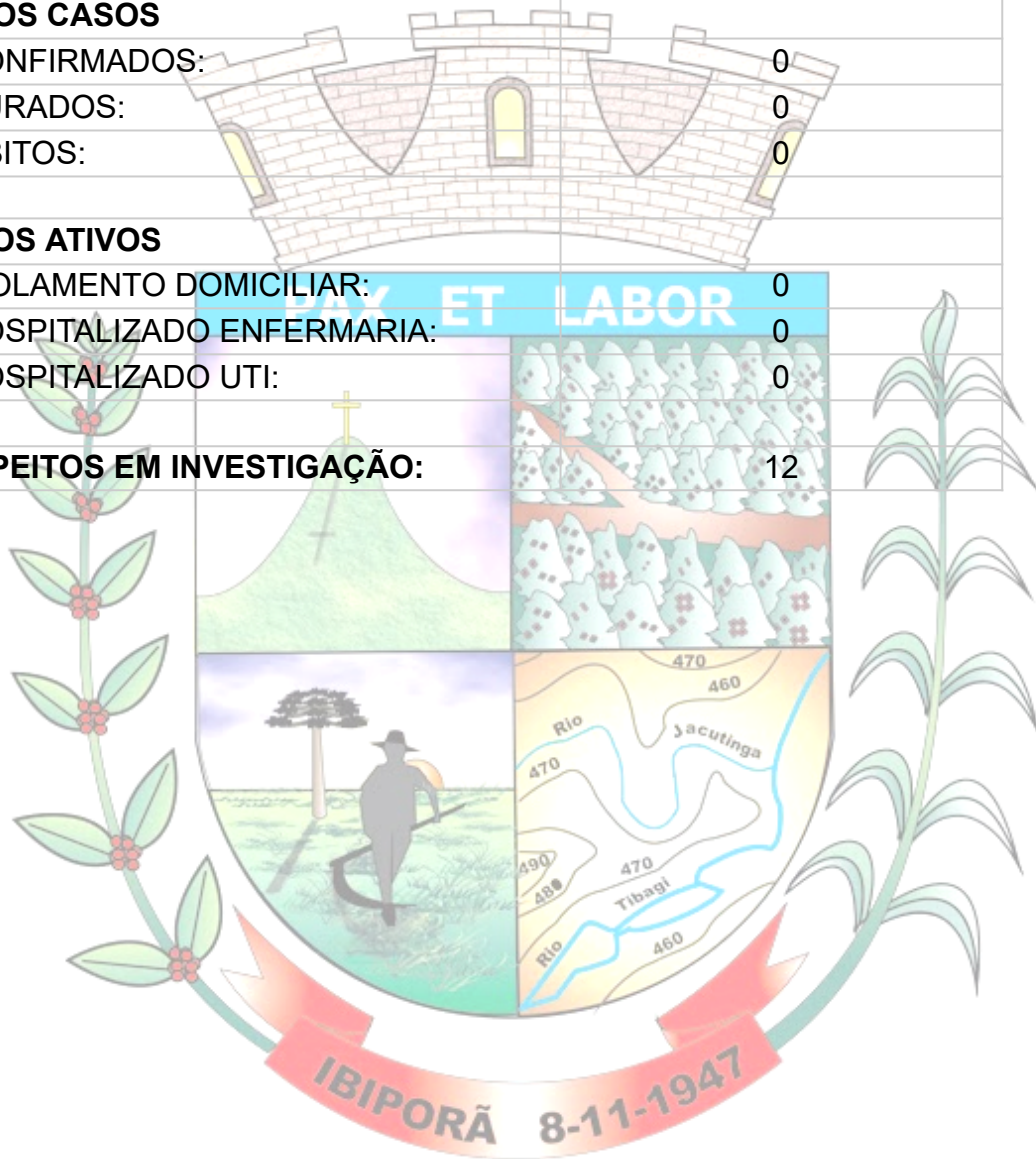 OS CASOS
ONFIRMADOS: 0
URADOS: 0
BITOS: 0
OS ATIVOS
OLAMENTO DOMICILIAR: 0
OSPITALIZADO ENFERMARIA: 0
OSPITALIZADO UTI: 0
PEITOS EM INVESTIGAÇÃO: 12
PAX ET LABOR
470
460
Rio Jacutinga
470
490
480
470
Rio Tibagi
460
IBIPORÃ 8-11-1947